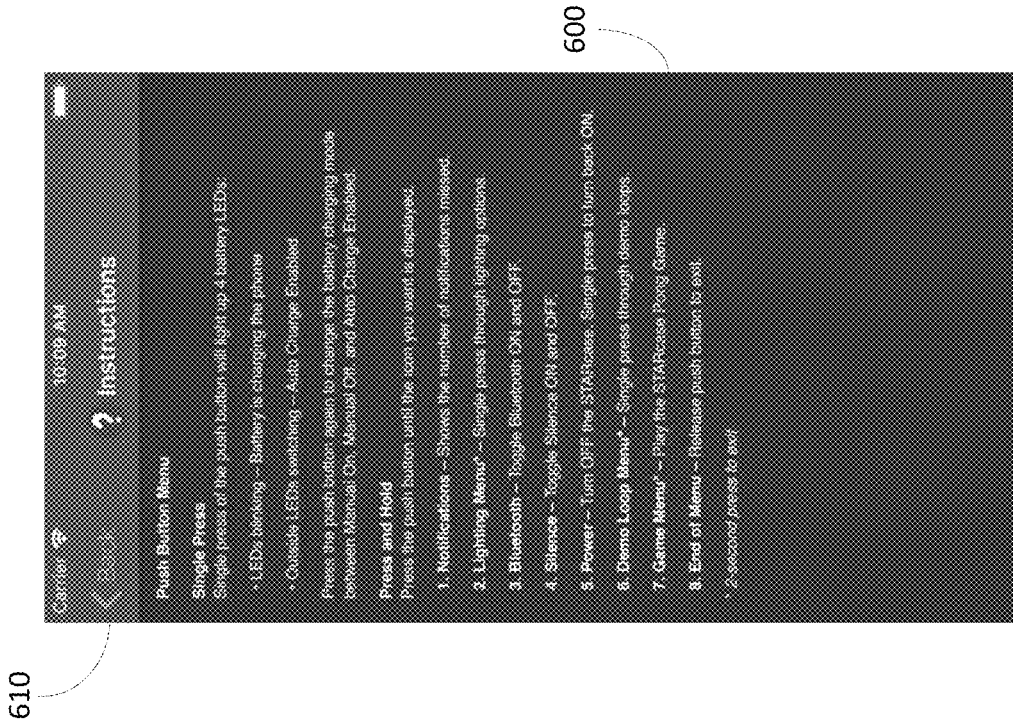 600
610
Carrier 10:09 AM
Back ? Instructions
Push Button Menu
Single Press
Single press of the push button will light up 4 battery LEDs:
* LEDs blinking – Battery is charging the phone
* Outside LEDs switching – Auto Charge Enabled
Press the push button again to change the battery charging mode
between Manual On, Manual Off, and Auto Charge Enabled.
Press and Hold
Press the push button until the icon you want is displayed.
1. Notifications – Shows the number of notifications missed.
2. Lighting Menu* – Single press through lighting options.
3. Bluetooth – Toggle Bluetooth ON and OFF.
4. Silence – Toggle Silence ON and OFF.
5. Power – Turn OFF the STARcase. Single press to turn back ON.
6. Demo Loop Menu* – Single press through demo loops.
7. Game Menu* – Play the STARcase Pong Game.
8. End of Menu – Release push button to exit.
* 2-second press to exit